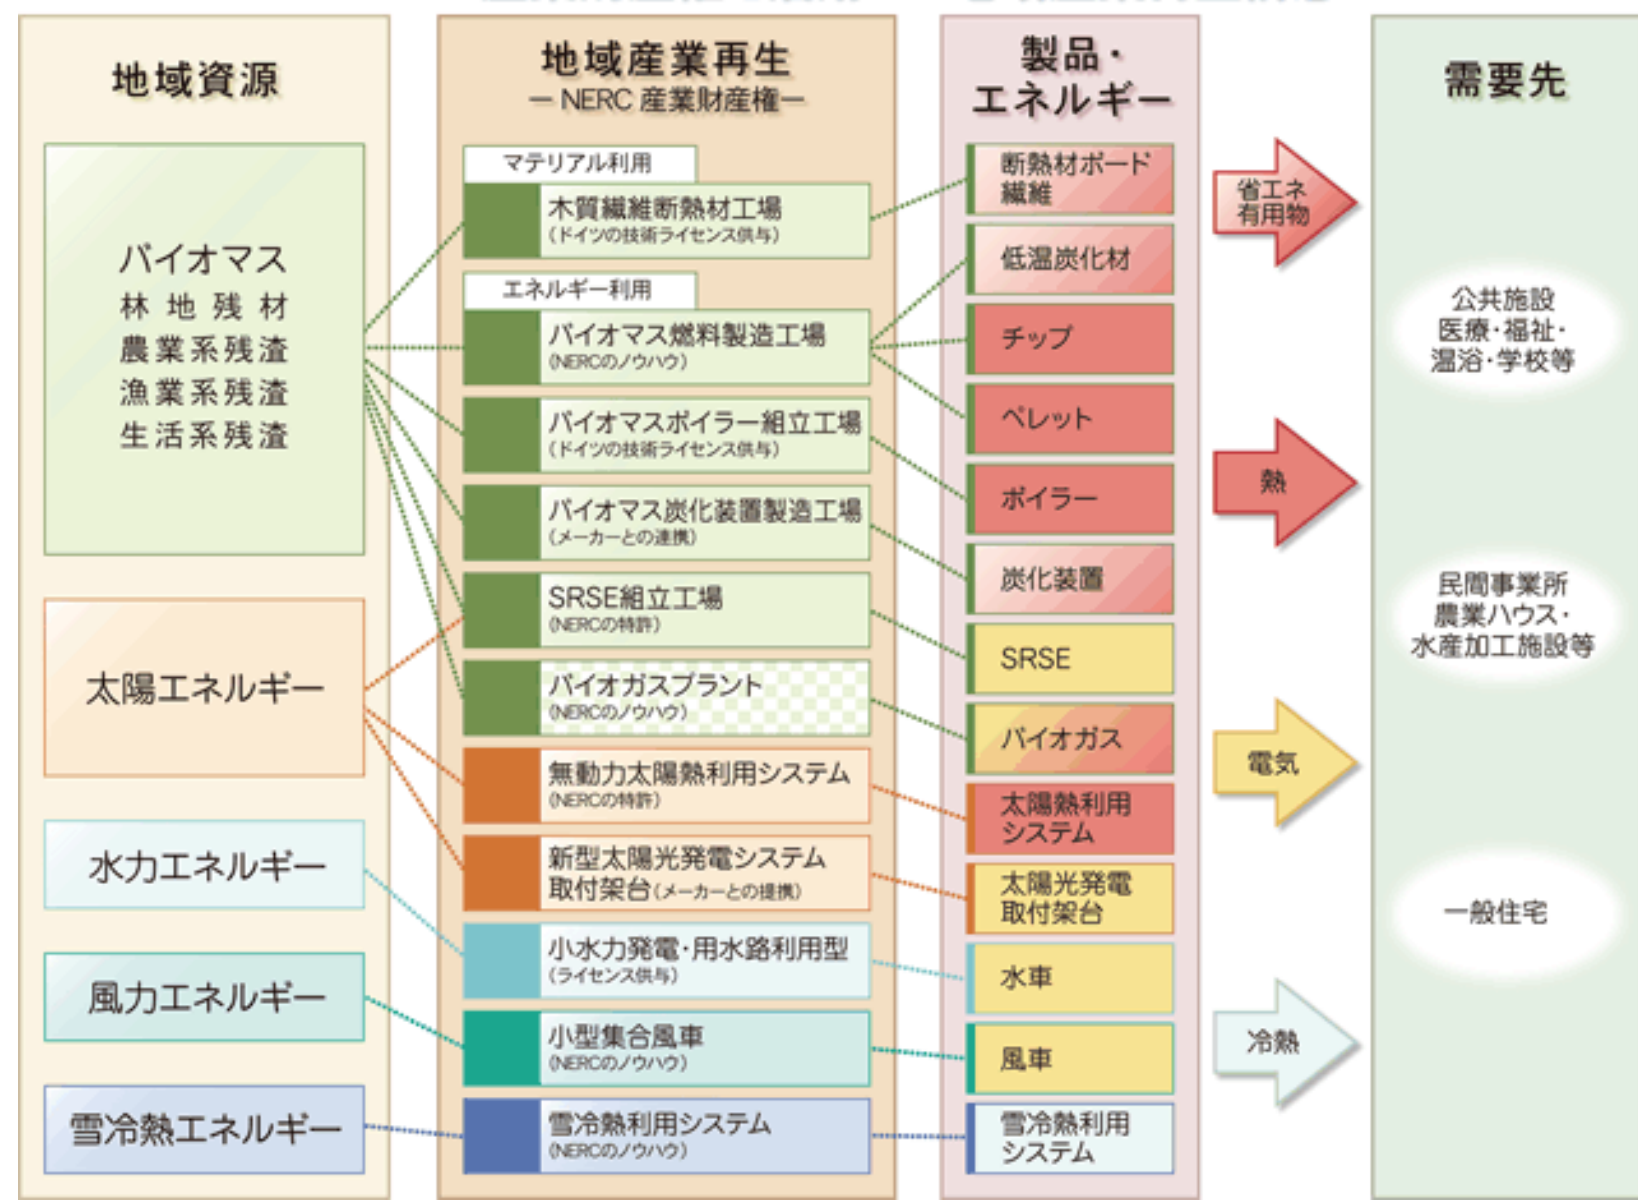 地域資源
バイオマス
林地残材
農業系残渣
漁業系残渣
生活系残渣
太陽エネルギー
水力エネルギー
風力エネルギー
雪冷熱エネルギー
地域産業再生
ー NERC 産業財産権ー
マテリアル利用
木質繊維断熱材工場
(ドイツの技術ライセンス供与)
エネルギー利用
バイオマス燃料製造工場
(NERCのノウハウ)
バイオマスボイラー組立工場
(ドイツの技術ライセンス供与)
バイオマス炭化装置製造工場
(メーカーとの連携)
SRSE組立工場
(NERCの特許)
バイオガスプラント
(NERCのノウハウ)
無動力太陽熱利用システム
(NERCの特許)
新型太陽光発電システム
取付架台(メーカーとの提携)
小水力発電・用水路利用型
(ライセンス供与)
小型集合風車
(NERCのノウハウ)
雪冷熱利用システム
(NERCのノウハウ)
製品・
エネルギー
断熱材ボード
繊維
低温炭化材
チップ
ペレット
ボイラー
炭化装置
SRSE
バイオガス
太陽熱利用
システム
太陽光発電
取付架台
水車
風車
雪冷熱利用
システム
省エネ
有用物
熱
電気
冷熱
需要先
公共施設
医療・福祉・
温浴・学校等
民間事業所
農業ハウス・
水産加工施設等
一般住宅